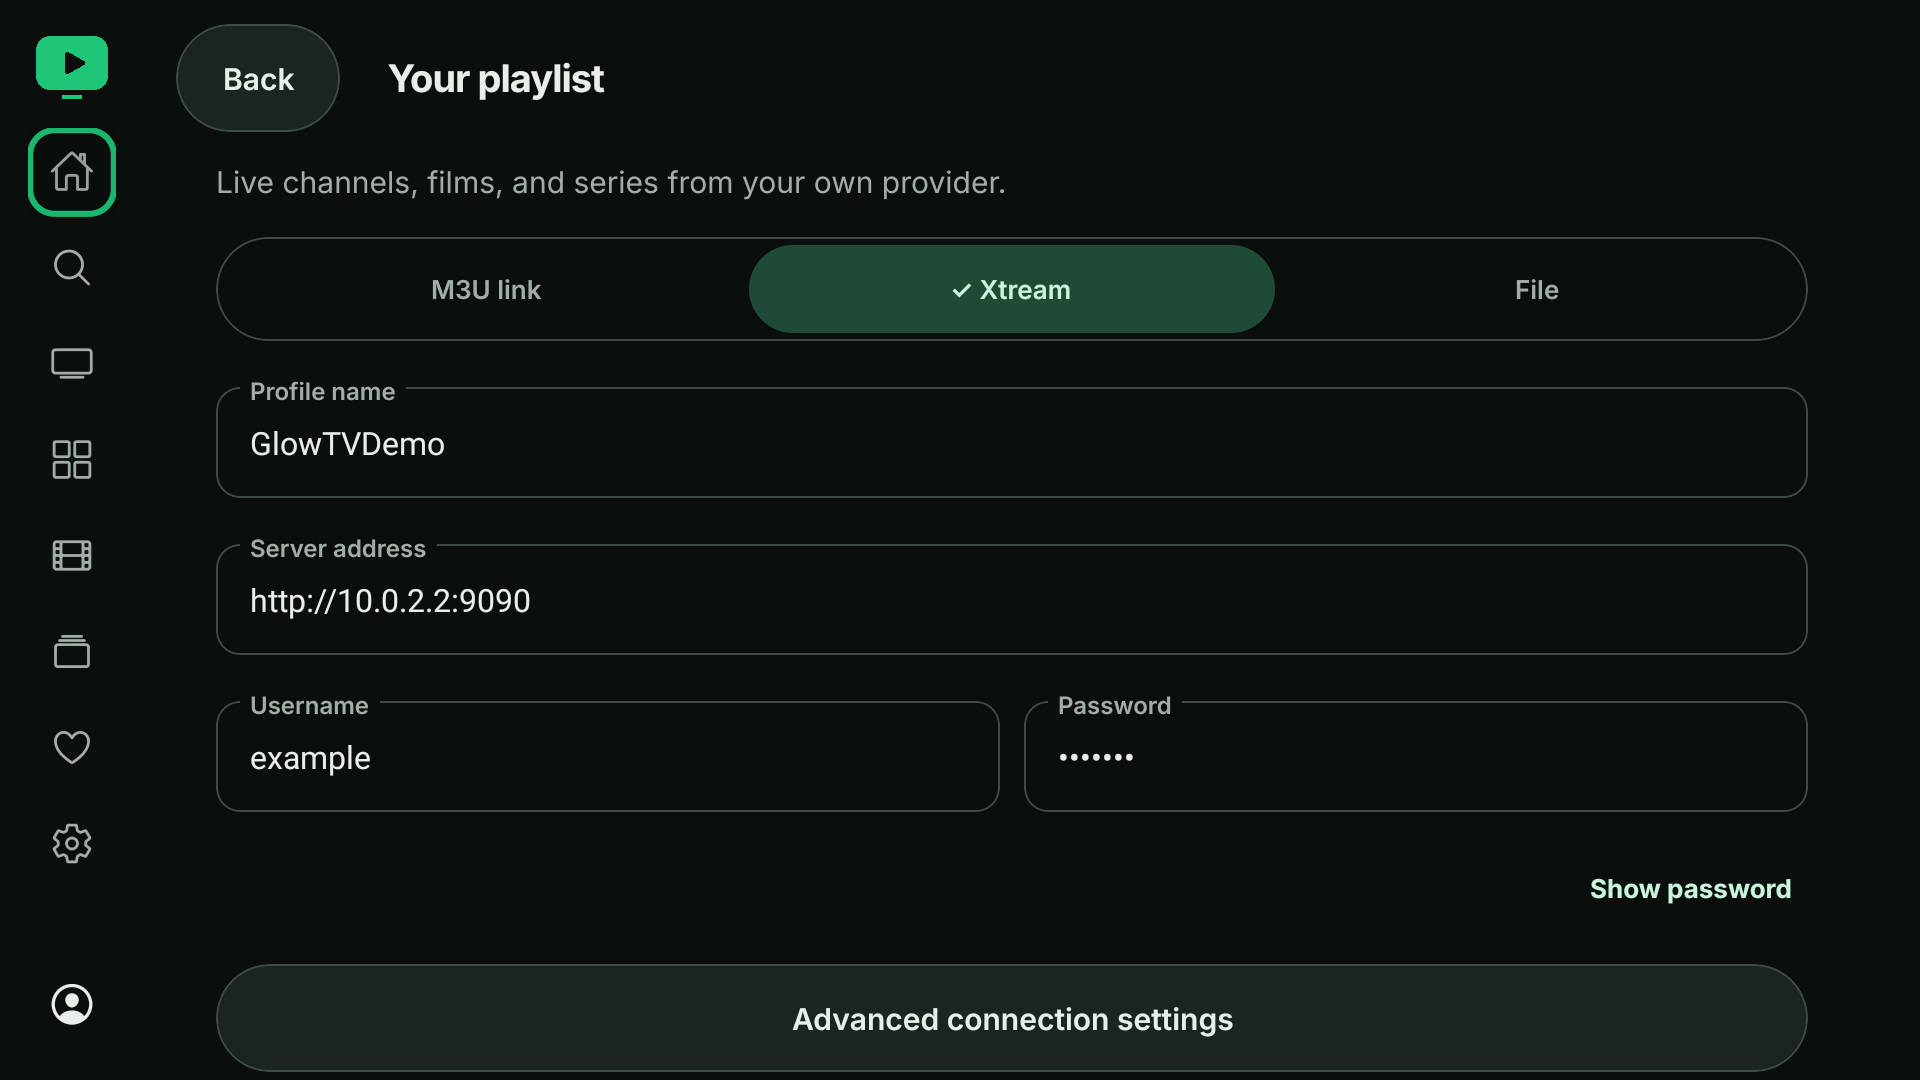 Back
Your playlist
Live channels, films, and series from your own provider.
M3U link
✓ Xtream
File
Profile name
GlowTVDemo
Server address
http://10.0.2.2:9090
Username
example
Password
•••••••
Show password
Advanced connection settings